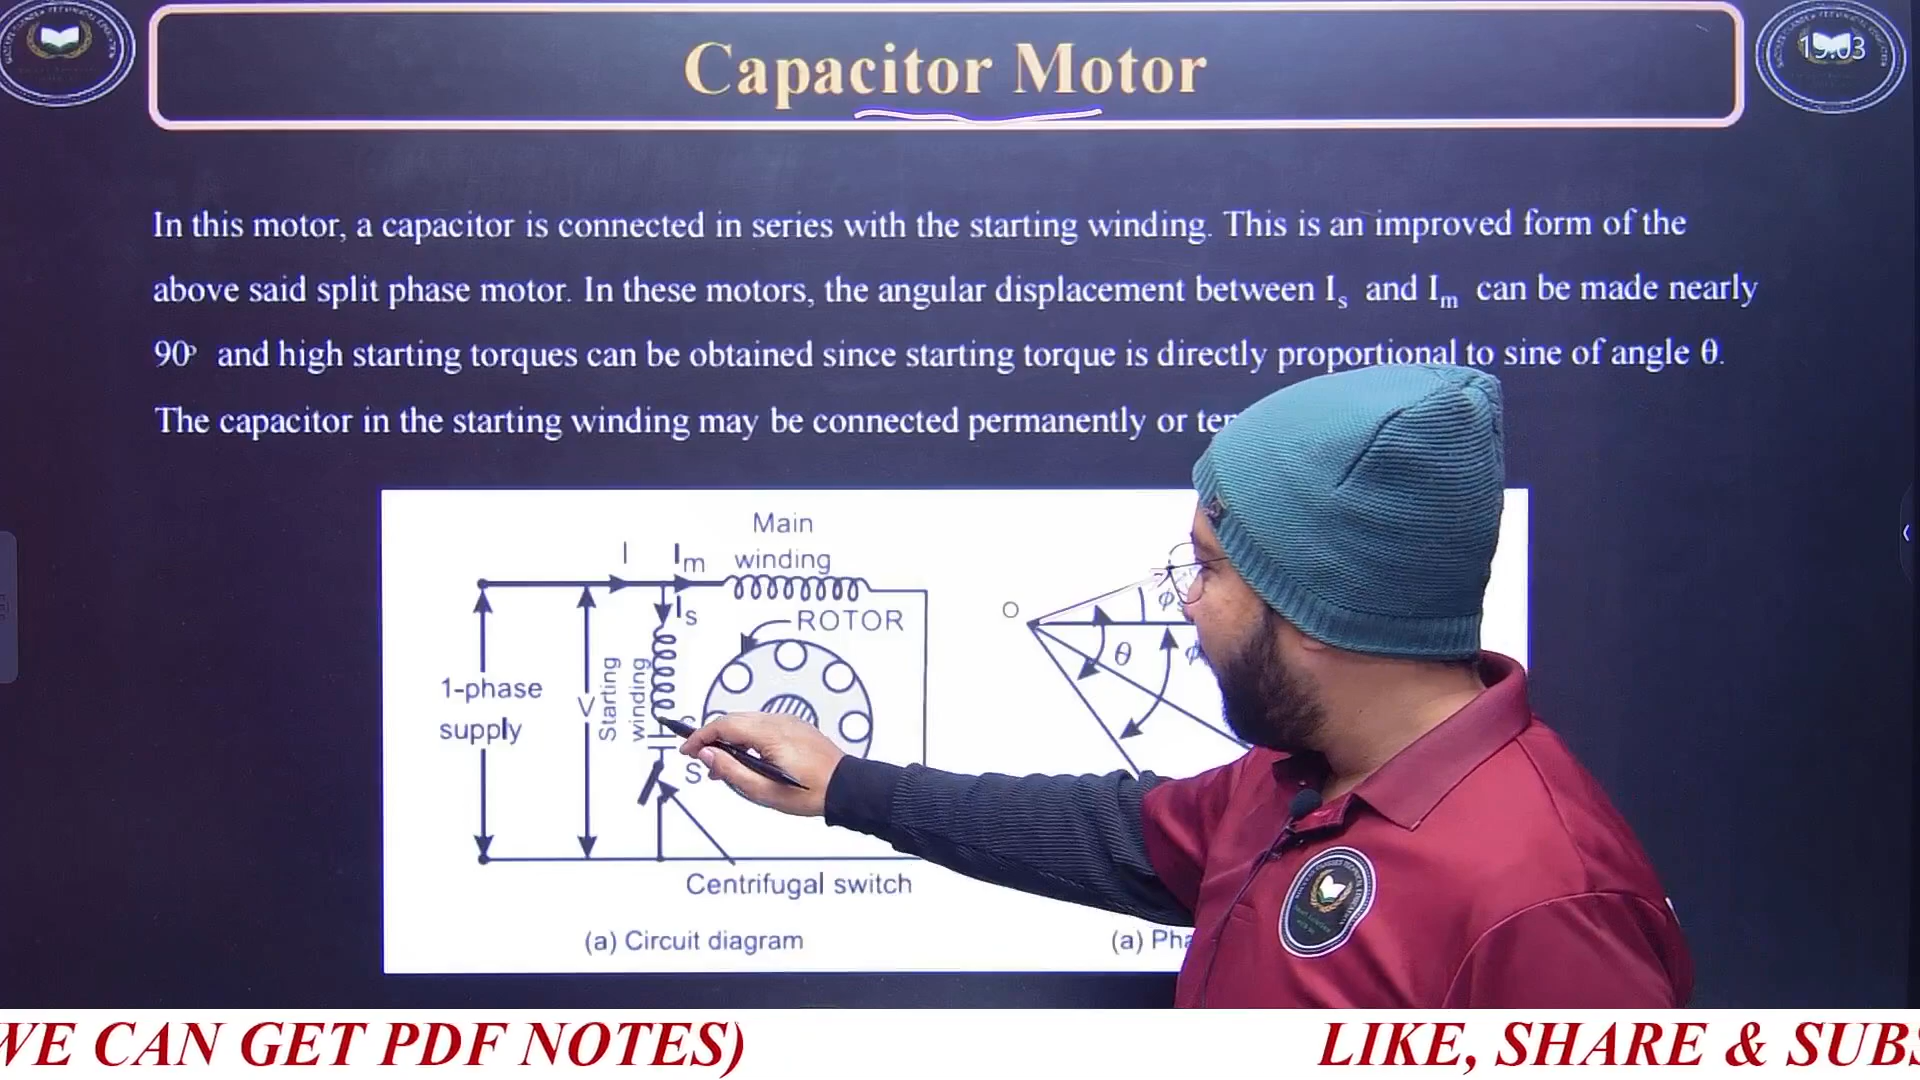 Capacitor Motor
19:03
In this motor, a capacitor is connected in series with the starting winding. This is an improved form of the
above said split phase motor. In these motors, the angular displacement between Is and Im can be made nearly
90° and high starting torques can be obtained since starting torque is directly proportional to sine of angle θ.
The capacitor in the starting winding may be connected permanently or
Main
winding
I
Im
Is
ROTOR
O
ϕs
θ
ϕ
1-phase
supply
V
Starting
winding
S
Centrifugal switch
(a) Circuit diagram
(a)
WE CAN GET PDF NOTES)
LIKE, SHARE &